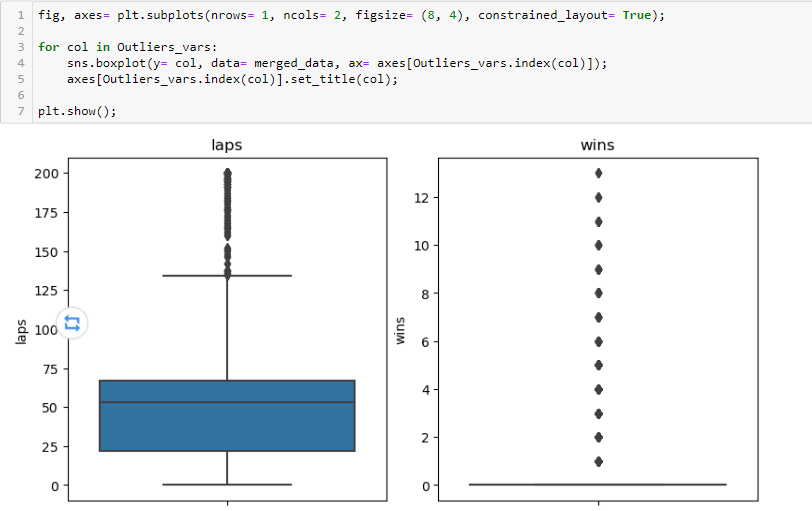 1 fig, axes= plt.subplots(nrows= 1, ncols= 2, figsize= (8, 4), constrained_layout= True);
2
3 for col in Outliers_vars:
4     sns.boxplot(y= col, data= merged_data, ax= axes[Outliers_vars.index(col)]);
5     axes[Outliers_vars.index(col)].set_title(col);
6
7 plt.show();
laps
200
175
150
125
100
75
50
25
0
laps
wins
12
10
8
6
4
2
0
wins